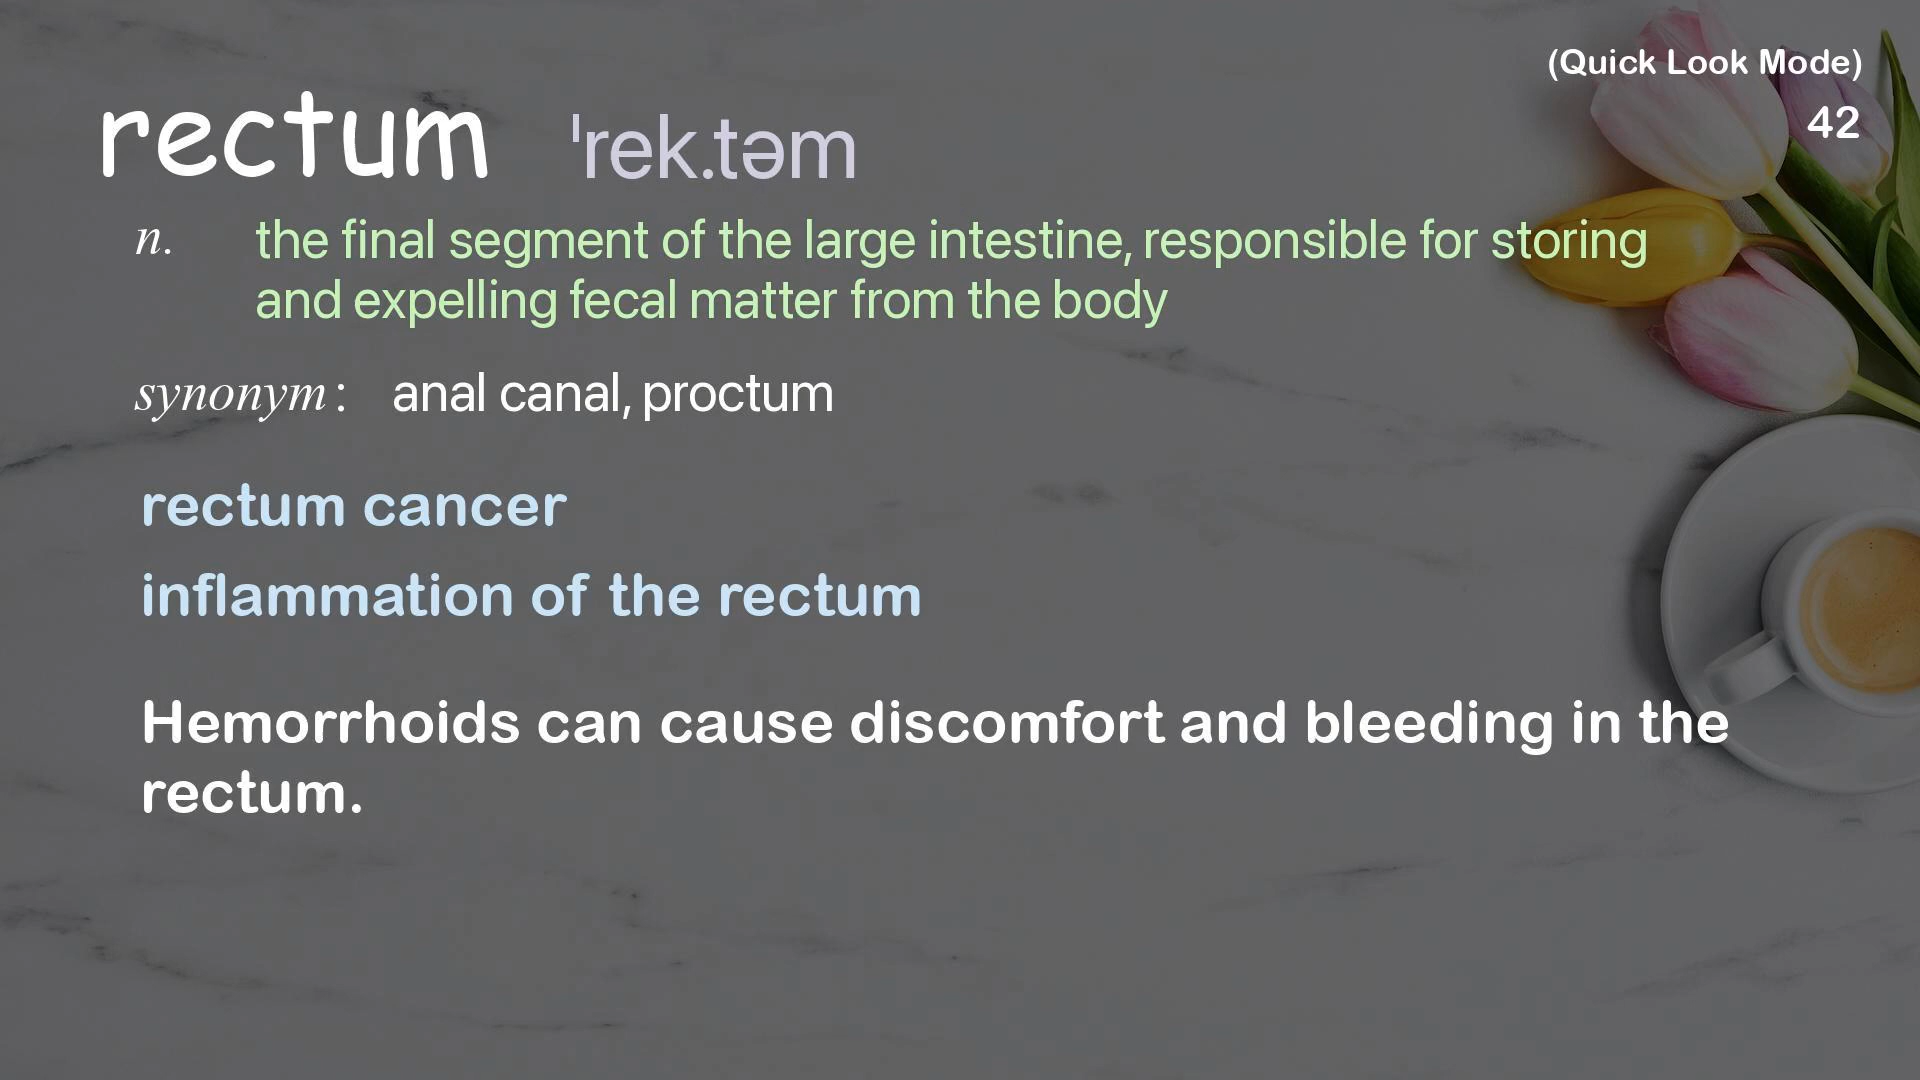 (Quick Look Mode)
42
rectum ˈrek.təm
n. the final segment of the large intestine, responsible for storing
and expelling fecal matter from the body
synonym : anal canal, proctum
rectum cancer
inflammation of the rectum
Hemorrhoids can cause discomfort and bleeding in the
rectum.